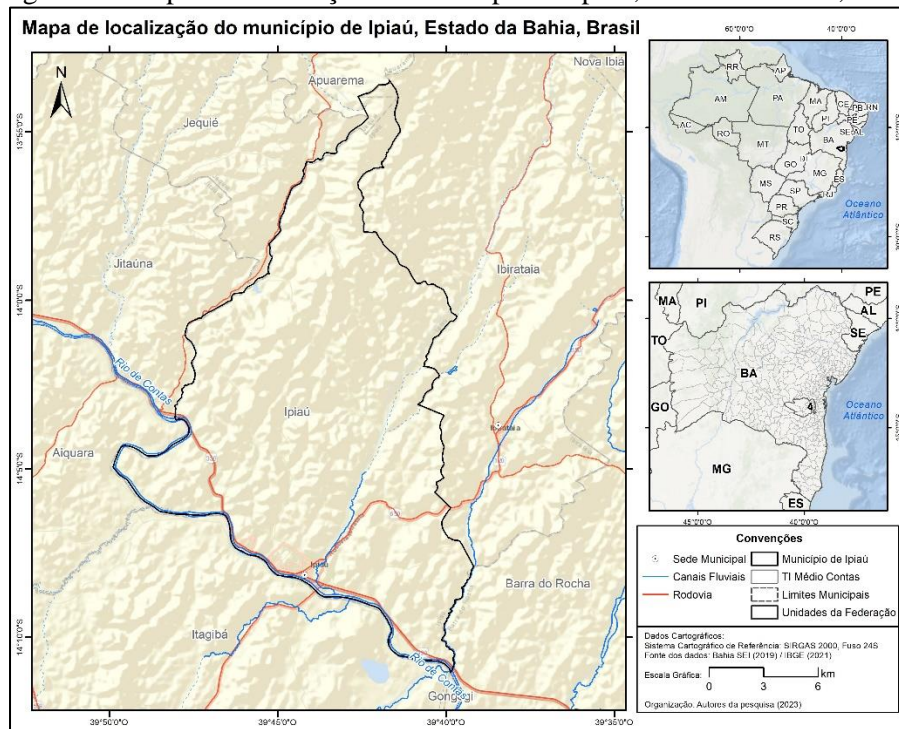 Mapa de localização do município de Ipiaú, Estado da Bahia, Brasil
N
Apuarema
Nova Ibiá
Jequié
Jitaúna
Ibirataia
Rio de Contas
Ipiaú
Ibirataia
Aiquara
Ipiaú
Barra do Rocha
Itagibá
Rio de Contas
Gongogi
13°55'0"S
14°0'0"S
14°5'0"S
14°10'0"S
39°50'0"O
39°45'0"O
39°40'0"O
39°35'0"O
60°0'0"O
40°0'0"O
RR
AP
AM
PA
MA
CE
RN
PB
PI
PE
AC
RO
TO
SE
AL
BA
MT
GO
MG
MS
ES
SP
RJ
PR
SC
RS
Oceano
Atlântico
MA
PI
PE
AL
SE
TO
BA
GO
Oceano
Atlântico
MG
ES
45°0'0"O
40°0'0"O
Convenções
Sede Municipal
Município de Ipiaú
Canais Fluviais
TI Médio Contas
Rodovia
Limites Municipais
Unidades da Federação
Dados Cartográficos:
Sistema Cartográfico de Referência: SIRGAS 2000, Fuso 24S
Fonte dos dados: Bahia SEI (2019) / IBGE (2021)
Escala Gráfica:
0 3 6 km
Organização: Autores da pesquisa (2023)